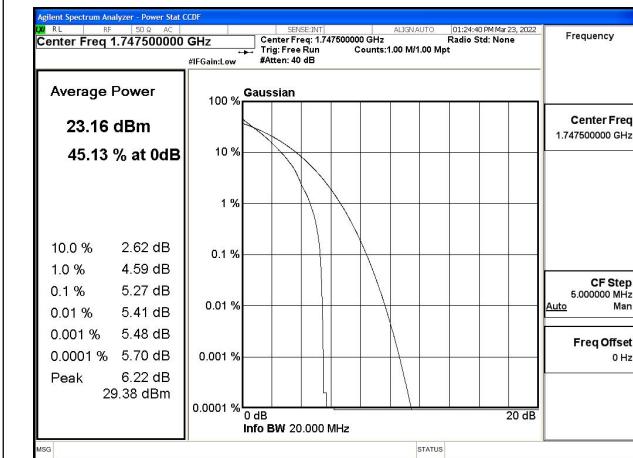 Agilent Spectrum Analyzer - Power Stat CCDF
RL RF 50 Ω AC SENSE:INT ALIGN AUTO 01:24:40 PM Mar 23, 2022
Center Freq 1.747500000 GHz
Center Freq: 1.747500000 GHz Radio Std: None
Trig: Free Run Counts:1.00 M/1.00 Mpt
#IFGain:Low #Atten: 40 dB
Frequency
Average Power
23.16 dBm
45.13 % at 0dB
10.0 % 2.62 dB
1.0 % 4.59 dB
0.1 % 5.27 dB
0.01 % 5.41 dB
0.001 % 5.48 dB
0.0001 % 5.70 dB
Peak 6.22 dB
29.38 dBm
Gaussian
100 %
10 %
1 %
0.1 %
0.01 %
0.001 %
0.0001 %
0 dB 20 dB
Info BW 20.000 MHz
Center Freq
1.747500000 GHz
CF Step
5.000000 MHz
Auto Man
Freq Offset
0 Hz
MSG STATUS